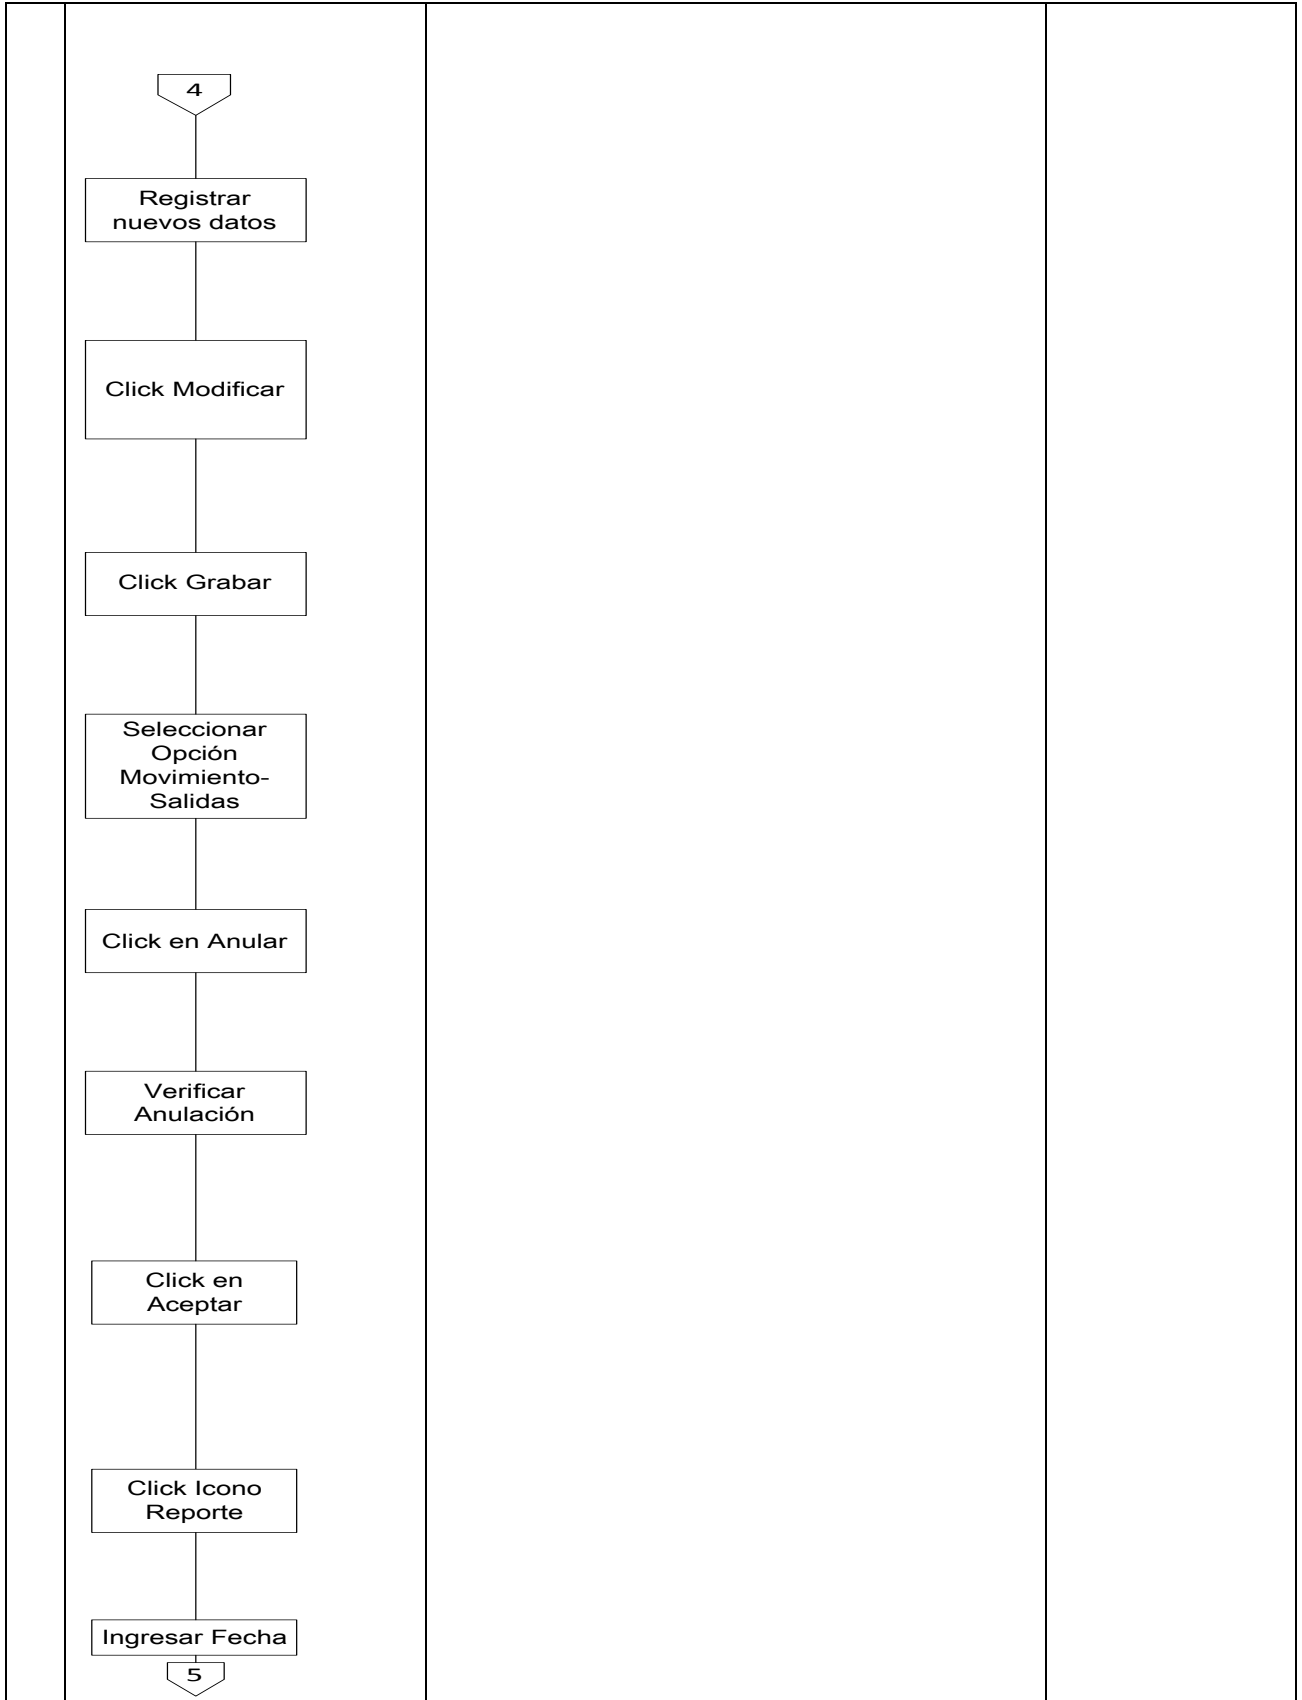 4
Registrar
nuevos datos
Click Modificar
Click Grabar
Seleccionar
Opción
Movimiento-
Salidas
Click en Anular
Verificar
Anulación
Click en
Aceptar
Click Icono
Reporte
Ingresar Fecha
5